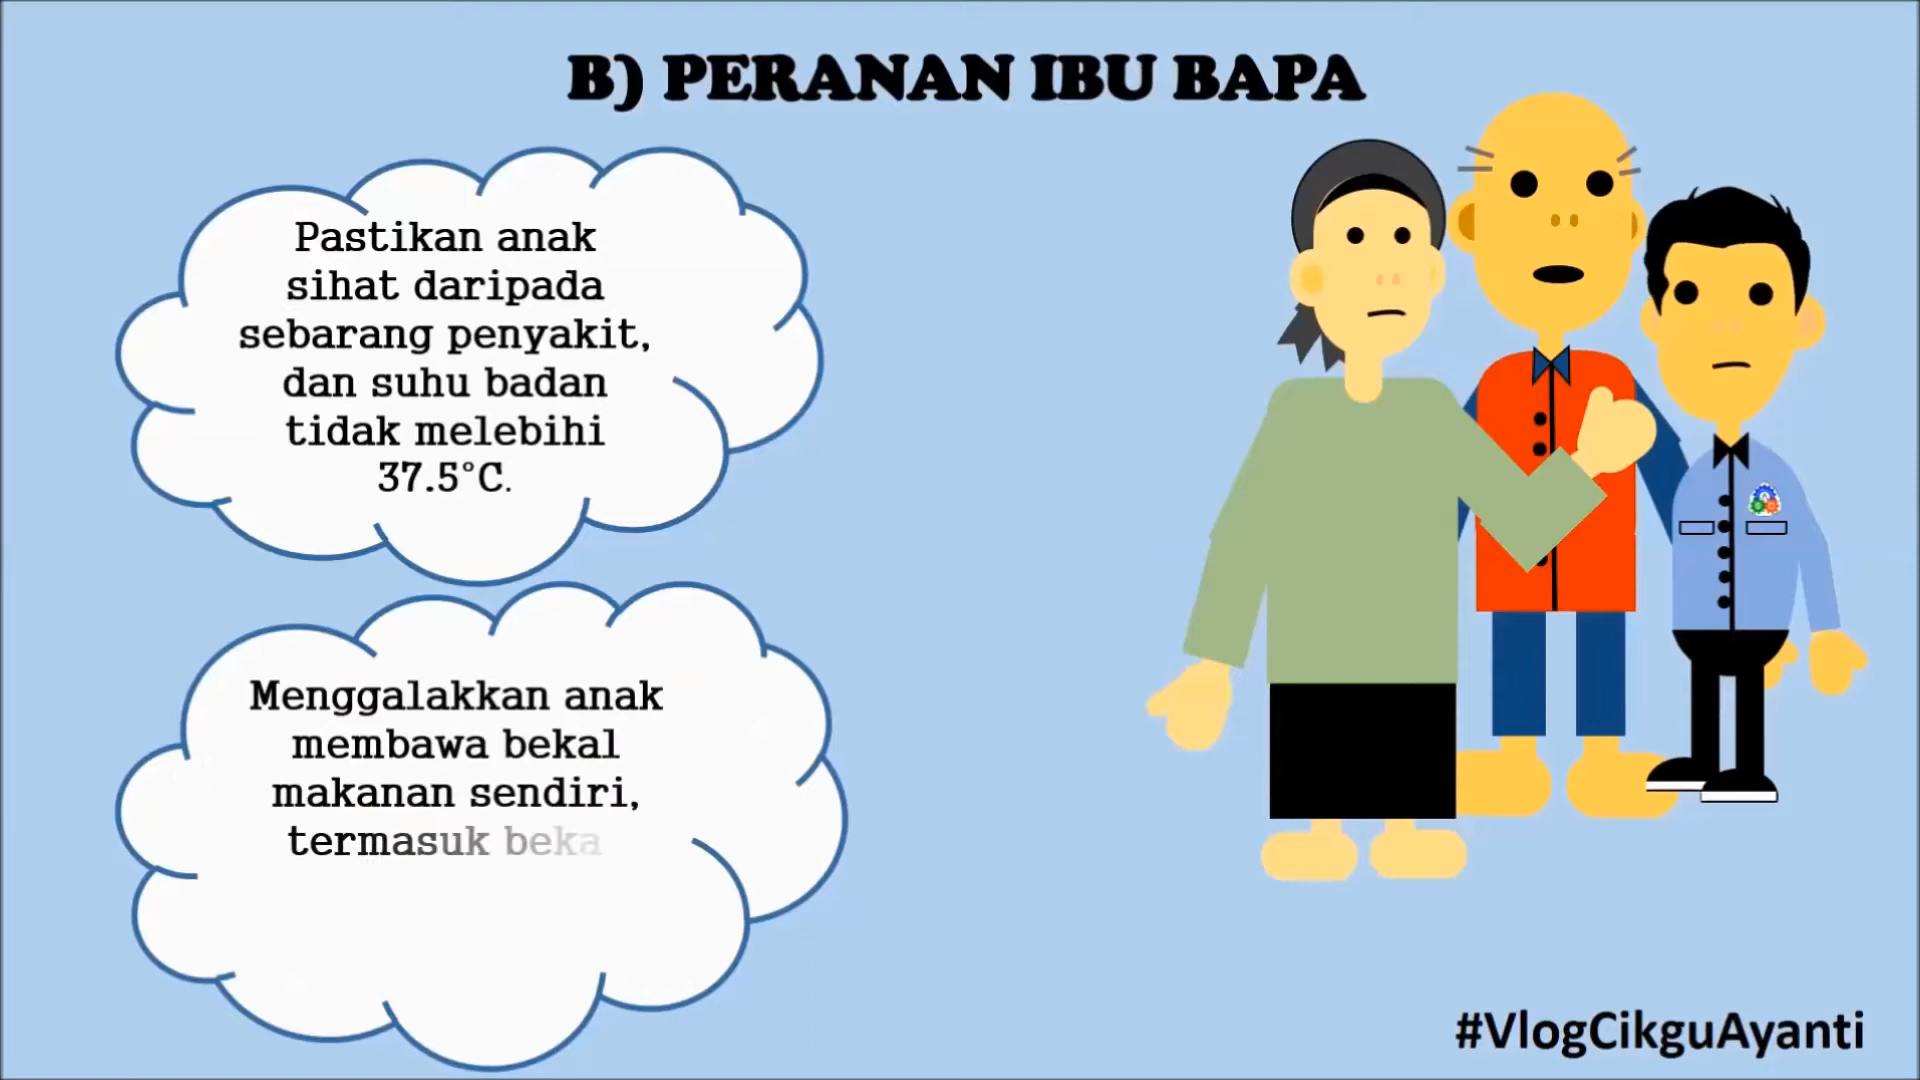 B) PERANAN IBU BAPA
Pastikan anak
sihat daripada
sebarang penyakit,
dan suhu badan
tidak melebihi
37.5°C.
Menggalakkan anak
membawa bekal
makanan sendiri,
termasuk beka
#VlogCikguAyanti